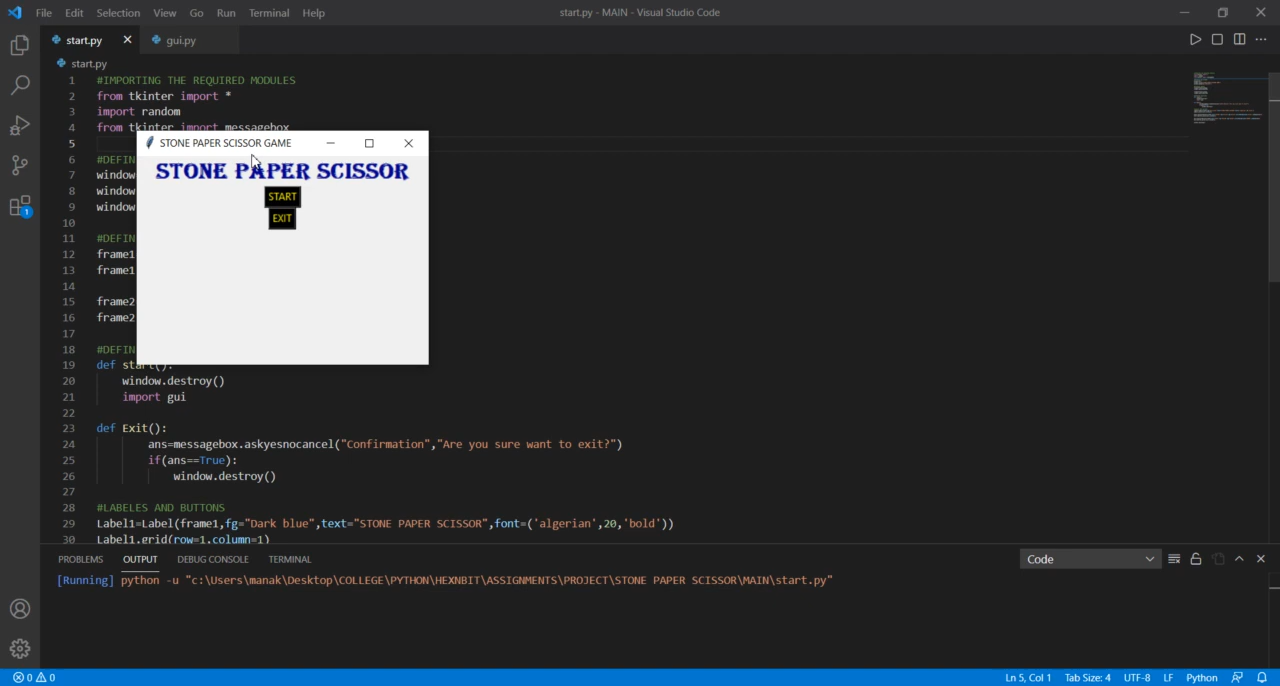 File Edit Selection View Go Run Terminal Help
start.py - MAIN - Visual Studio Code
start.py
gui.py
start.py
1 #IMPORTING THE REQUIRED MODULES
2 from tkinter import *
3 import random
4 from tkinter import messagebox
5
6 #DEFIN
7 window
8 window
9 window
10
11 #DEFIN
12 frame1
13 frame1
14
15 frame2
16 frame2
17
18 #DEFIN
19 def start():
20 window.destroy()
21 import gui
22
23 def Exit():
24 ans=messagebox.askyesnocancel("Confirmation","Are you sure want to exit?")
25 if(ans==True):
26 window.destroy()
27
28 #LABELES AND BUTTONS
29 Label1=Label(frame1,fg="Dark blue",text="STONE PAPER SCISSOR",font=('algerian',20,'bold'))
30 Label1.grid(row=1,column=1)
STONE PAPER SCISSOR GAME
STONE PAPER SCISSOR
START
EXIT
PROBLEMS OUTPUT DEBUG CONSOLE TERMINAL
Code
[Running] python -u "c:\Users\manak\Desktop\COLLEGE\PYTHON\HEXNBIT\ASSIGNMENTS\PROJECT\STONE PAPER SCISSOR\MAIN\start.py"
1
0 0
Ln 5, Col 1 Tab Size: 4 UTF-8 LF Python